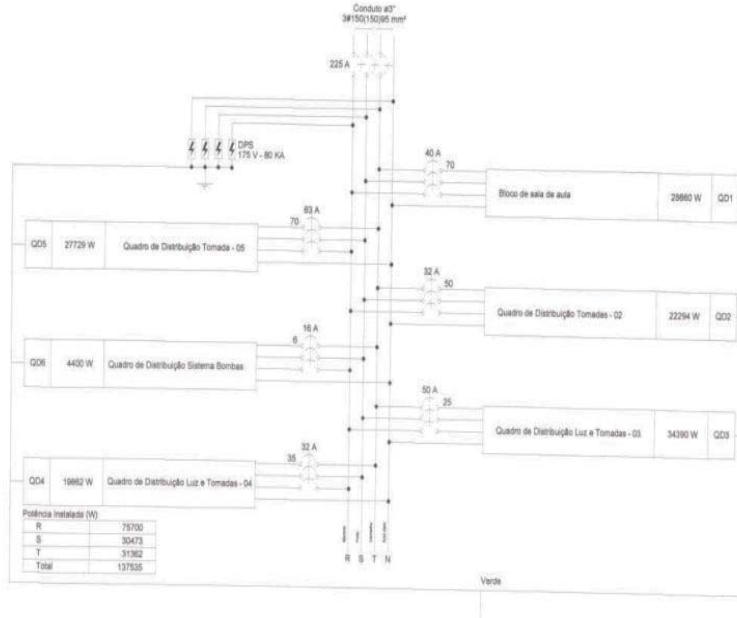 Conduto ø3"
3#150(150)95 mm²
225 A
DPS
175 V - 80 KA
40 A
70
Bloco de sala de aula
28860 W
QD1
63 A
70
QD5
27729 W
Quadro de Distribuição Tomada - 05
32 A
50
Quadro de Distribuição Tomadas - 02
22294 W
QD2
16 A
6
QD6
4400 W
Quadro de Distribuição Sistema Bombas
50 A
25
Quadro de Distribuição Luz e Tomadas - 03
34390 W
QD3
32 A
35
QD4
19862 W
Quadro de Distribuição Luz e Tomadas - 04
Potência Instalada (W)
R 75700
S 30473
T 31362
Total 137535
R S T N
Verde